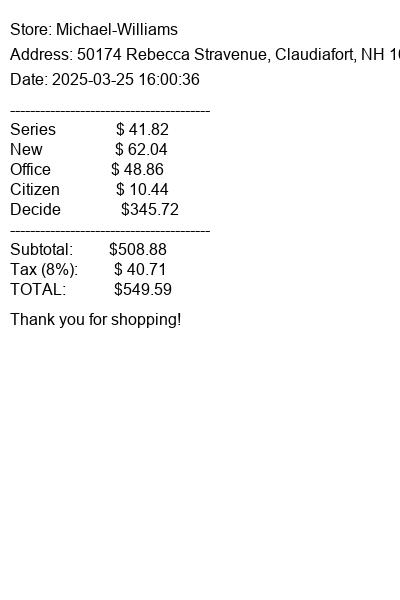 Store: Michael-Williams
Address: 50174 Rebecca Stravenue, Claudiafort, NH 10
Date: 2025-03-25 16:00:36
----------------------------------------
Series $ 41.82
New $ 62.04
Office $ 48.86
Citizen $ 10.44
Decide $345.72
----------------------------------------
Subtotal: $508.88
Tax (8%): $ 40.71
TOTAL: $549.59
Thank you for shopping!